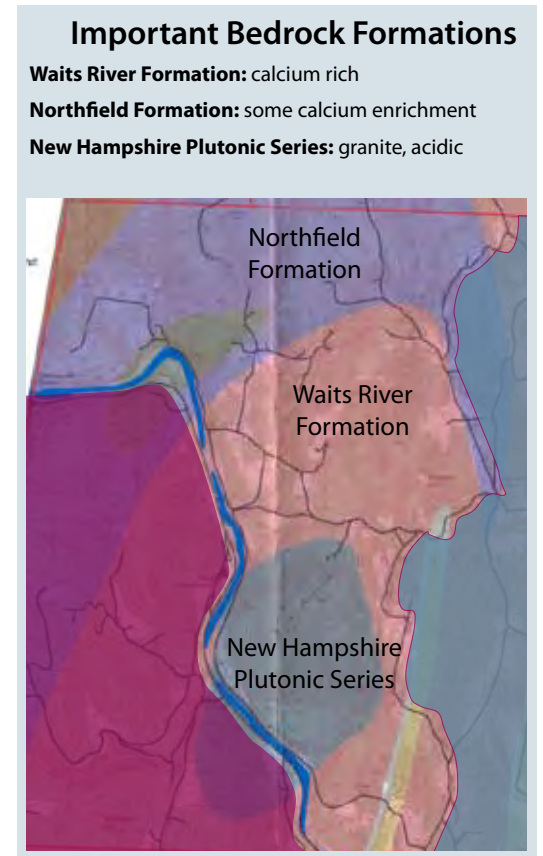 Important Bedrock Formations
Waits River Formation: calcium rich
Northfield Formation: some calcium enrichment
New Hampshire Plutonic Series: granite, acidic
Northfield
Formation
Waits River
Formation
New Hampshire
Plutonic Series